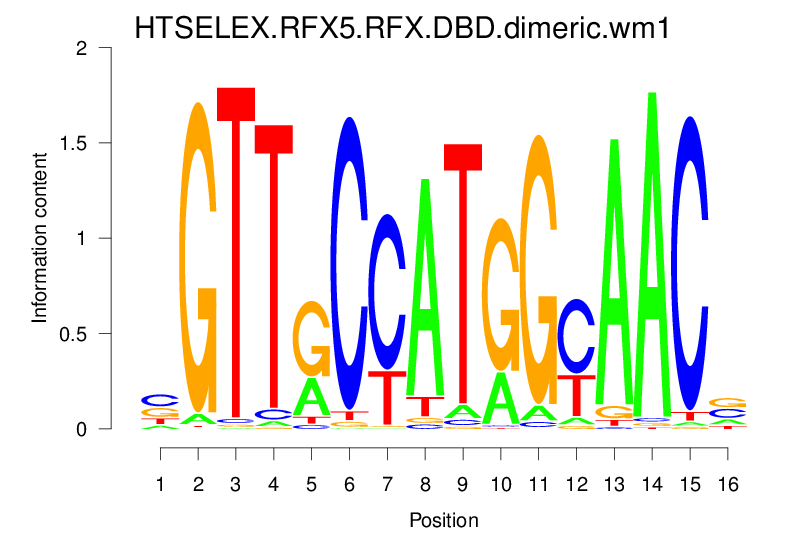 HTSELEX.RFX5.RFX.DBD.dimeric.wm1
2
1.5
1
0.5
0
Information content
CGTTGCCATGGCAACG
1 2 3 4 5 6 7 8 9 10 11 12 13 14 15 16
Position